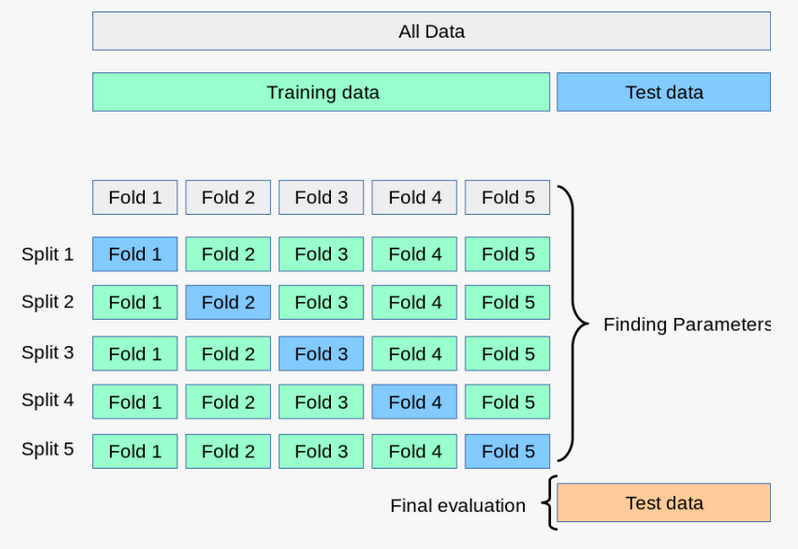 All Data
Training data Test data
Fold 1 Fold 2 Fold 3 Fold 4 Fold 5
Split 1 Fold 1 Fold 2 Fold 3 Fold 4 Fold 5
Split 2 Fold 1 Fold 2 Fold 3 Fold 4 Fold 5
Finding Parameters
Split 3 Fold 1 Fold 2 Fold 3 Fold 4 Fold 5
Split 4 Fold 1 Fold 2 Fold 3 Fold 4 Fold 5
Split 5 Fold 1 Fold 2 Fold 3 Fold 4 Fold 5
Final evaluation Test data